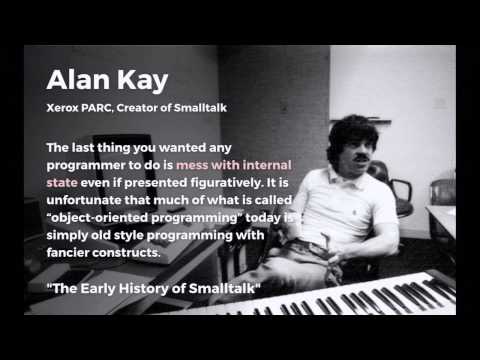 Alan Kay
Xerox PARC, Creator of Smalltalk
The last thing you wanted any
programmer to do is mess with internal
state even if presented figuratively. It is
unfortunate that much of what is called
“object-oriented programming” today is
simply old style programming with
fancier constructs.
"The Early History of Smalltalk"